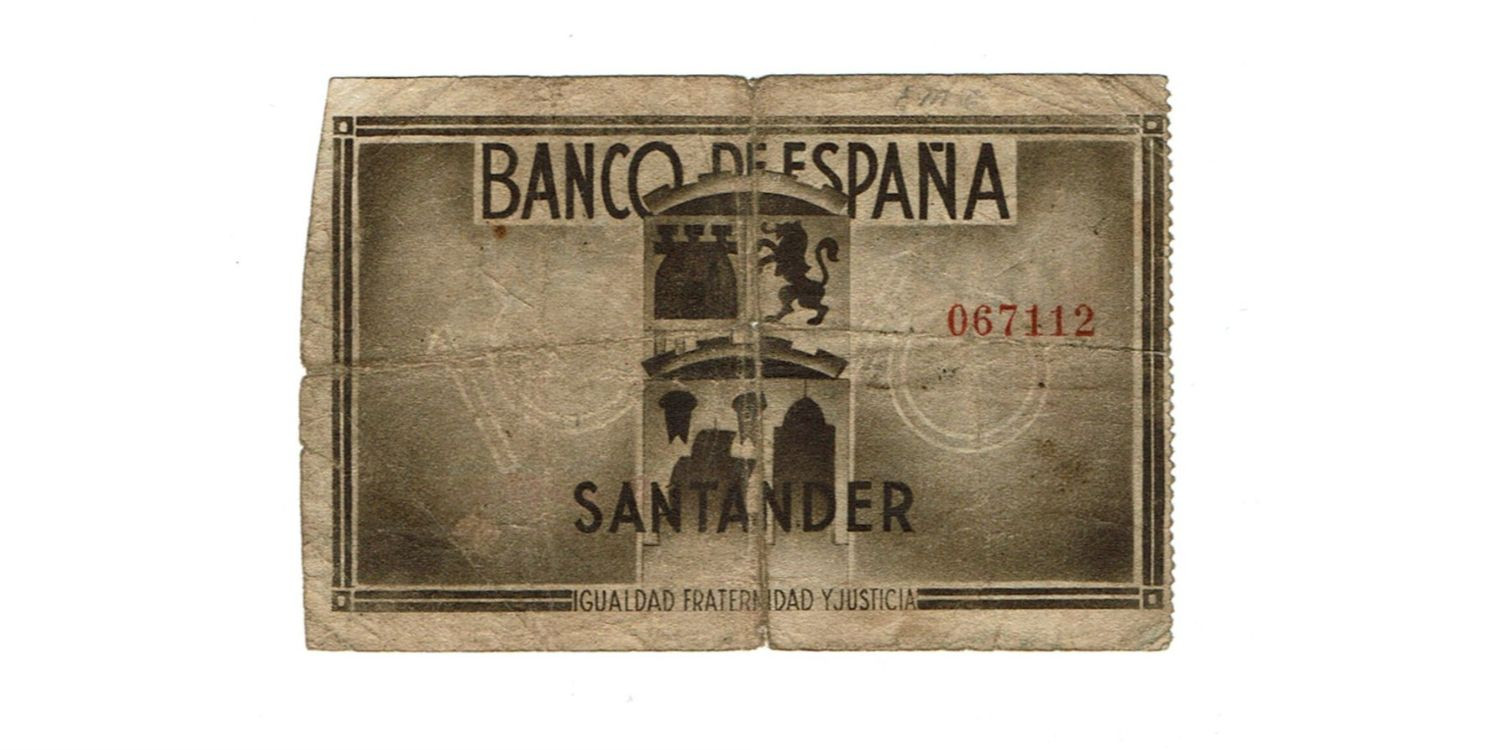 BANCO DE ESPAÑA
067112
SANTANDER
IGUALDAD FRATERNIDAD Y JUSTICIA